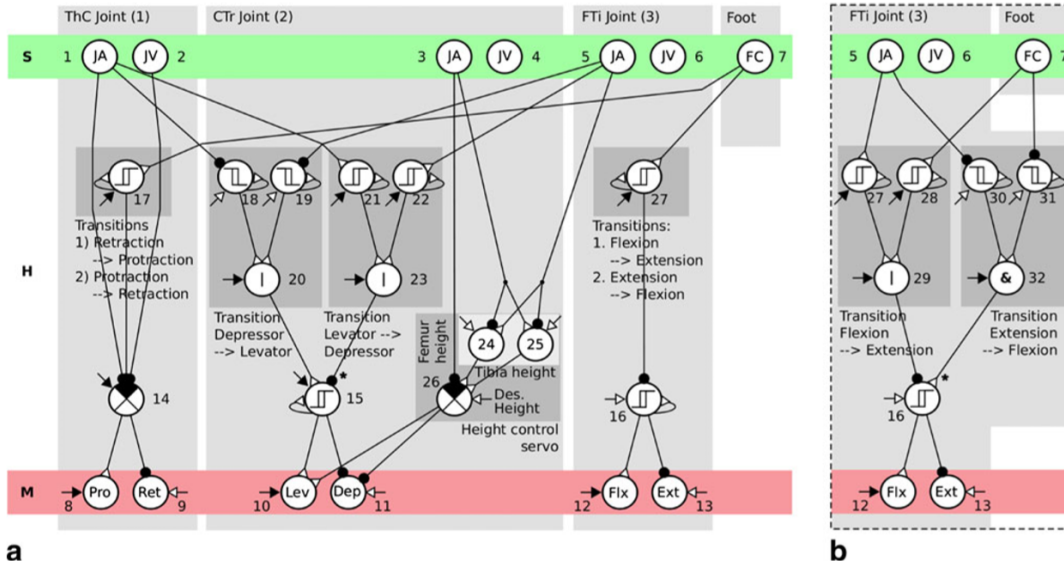 ThC Joint (1)
CTr Joint (2)
FTi Joint (3)
Foot
FTi Joint (3)
Foot
S
1
JA
JV
2
3
JA
JV
4
5
JA
JV
6
FC
7
5
JA
JV
6
FC
7
17
18
19
21
22
27
27
28
30
31
Transitions
1) Retraction
--> Protraction
2) Protraction
--> Retraction
H
|
20
|
23
Transitions:
1. Flexion
--> Extension
2. Extension
--> Flexion
|
29
&
32
Transition
Depressor
--> Levator
Transition
Levator -->
Depressor
Transition
Flexion
--> Extension
Transition
Extension
--> Flexion
Femur
height
24
25
Tibia height
26
Des.
Height
Height control
servo
14
*
15
16
*
16
M
Pro
Ret
8
9
Lev
Dep
10
11
Flx
Ext
12
13
Flx
Ext
12
13
a
b